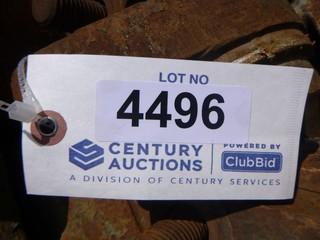 LOT NO
4496
CENTURY
AUCTIONS
POWERED BY
ClubBid
A DIVISION OF CENTURY SERVICES